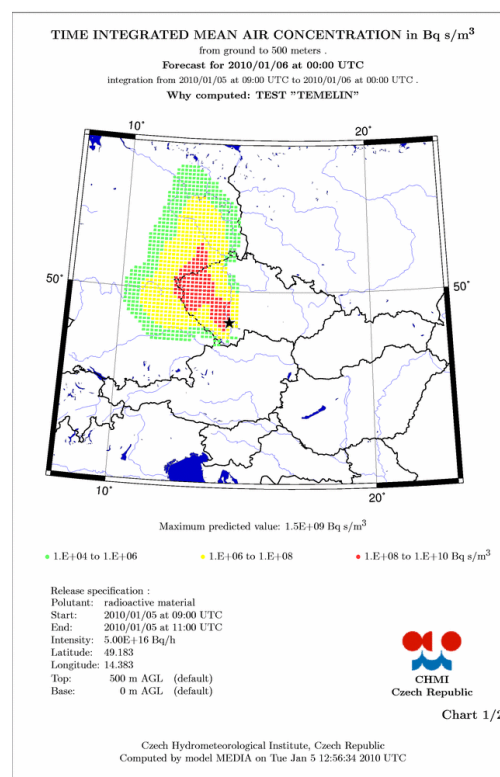 TIME INTEGRATED MEAN AIR CONCENTRATION in Bq s/m³
from ground to 500 meters .
Forecast for 2010/01/06 at 00:00 UTC
integration from 2010/01/05 at 09:00 UTC to 2010/01/06 at 00:00 UTC .
Why computed: TEST "TEMELIN"
10° 20°
50° 50°
10° 20°
Maximum predicted value: 1.5E+09 Bq s/m³
1.E+04 to 1.E+06 1.E+06 to 1.E+08 1.E+08 to 1.E+10 Bq s/m³
Release specification :
Polutant: radioactive material
Start: 2010/01/05 at 09:00 UTC
End: 2010/01/05 at 11:00 UTC
Intensity: 5.00E+16 Bq/h
Latitude: 49.183
Longitude: 14.383
Top: 500 m AGL (default)
Base: 0 m AGL (default)
CHMI
Czech Republic
Chart 1/2
Czech Hydrometeorological Institute, Czech Republic
Computed by model MEDIA on Tue Jan 5 12:56:34 2010 UTC